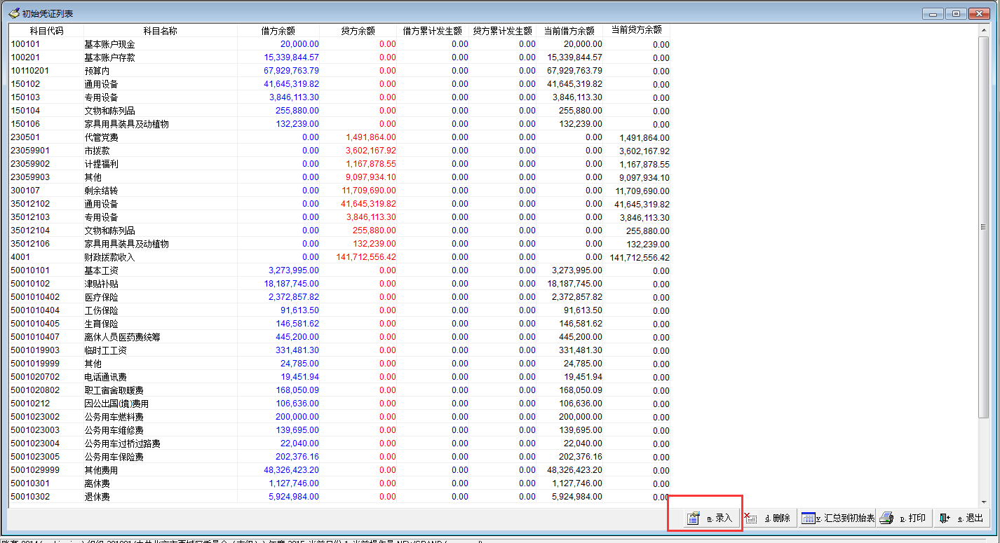 初始凭证列表
科目代码 科目名称 借方余额 贷方余额 借方累计发生额 贷方累计发生额 当前借方余额 当前贷方余额
100101 基本账户现金 20,000.00 0.00 0.00 0.00 20,000.00 0.00
100201 基本账户存款 15,339,844.57 0.00 0.00 0.00 15,339,844.57 0.00
10110201 预算内 67,929,763.79 0.00 0.00 0.00 67,929,763.79 0.00
150102 通用设备 41,645,319.82 0.00 0.00 0.00 41,645,319.82 0.00
150103 专用设备 3,846,113.30 0.00 0.00 0.00 3,846,113.30 0.00
150104 文物和陈列品 255,880.00 0.00 0.00 0.00 255,880.00 0.00
150106 家具用具装具及动植物 132,239.00 0.00 0.00 0.00 132,239.00 0.00
230501 代管党费 0.00 1,491,864.00 0.00 0.00 0.00 1,491,864.00
23059901 市拨款 0.00 3,602,167.92 0.00 0.00 0.00 3,602,167.92
23059902 计提福利 0.00 1,167,878.55 0.00 0.00 0.00 1,167,878.55
23059903 其他 0.00 9,097,934.10 0.00 0.00 0.00 9,097,934.10
300107 剩余结转 0.00 11,709,690.00 0.00 0.00 0.00 11,709,690.00
35012102 通用设备 0.00 41,645,319.82 0.00 0.00 0.00 41,645,319.82
35012103 专用设备 0.00 3,846,113.30 0.00 0.00 0.00 3,846,113.30
35012104 文物和陈列品 0.00 255,880.00 0.00 0.00 0.00 255,880.00
35012106 家具用具装具及动植物 0.00 132,239.00 0.00 0.00 0.00 132,239.00
4001 财政拨款收入 0.00 141,712,556.42 0.00 0.00 0.00 141,712,556.42
50010101 基本工资 3,273,995.00 0.00 0.00 0.00 3,273,995.00 0.00
50010102 津贴补贴 18,187,745.00 0.00 0.00 0.00 18,187,745.00 0.00
5001010402 医疗保险 2,372,857.82 0.00 0.00 0.00 2,372,857.82 0.00
5001010404 工伤保险 91,613.50 0.00 0.00 0.00 91,613.50 0.00
5001010405 生育保险 146,581.62 0.00 0.00 0.00 146,581.62 0.00
5001010407 离休人员医药费统筹 445,200.00 0.00 0.00 0.00 445,200.00 0.00
5001019903 临时工工资 331,481.30 0.00 0.00 0.00 331,481.30 0.00
5001019999 其他 24,785.00 0.00 0.00 0.00 24,785.00 0.00
5001020702 电话通讯费 19,451.94 0.00 0.00 0.00 19,451.94 0.00
5001020802 职工宿舍取暖费 168,050.09 0.00 0.00 0.00 168,050.09 0.00
50010212 因公出国(境)费用 106,636.00 0.00 0.00 0.00 106,636.00 0.00
5001023002 公务用车燃料费 200,000.00 0.00 0.00 0.00 200,000.00 0.00
5001023003 公务用车维修费 139,695.00 0.00 0.00 0.00 139,695.00 0.00
5001023004 公务用车过桥过路费 22,040.00 0.00 0.00 0.00 22,040.00 0.00
5001023005 公务用车保险费 202,376.16 0.00 0.00 0.00 202,376.16 0.00
5001029999 其他费用 48,326,423.20 0.00 0.00 0.00 48,326,423.20 0.00
50010301 离休费 1,127,746.00 0.00 0.00 0.00 1,127,746.00 0.00
50010302 退休费 5,924,984.00 0.00 0.00 0.00 5,924,984.00 0.00
m.录入 d.删除 v.汇总到初始表 p.打印 e.退出